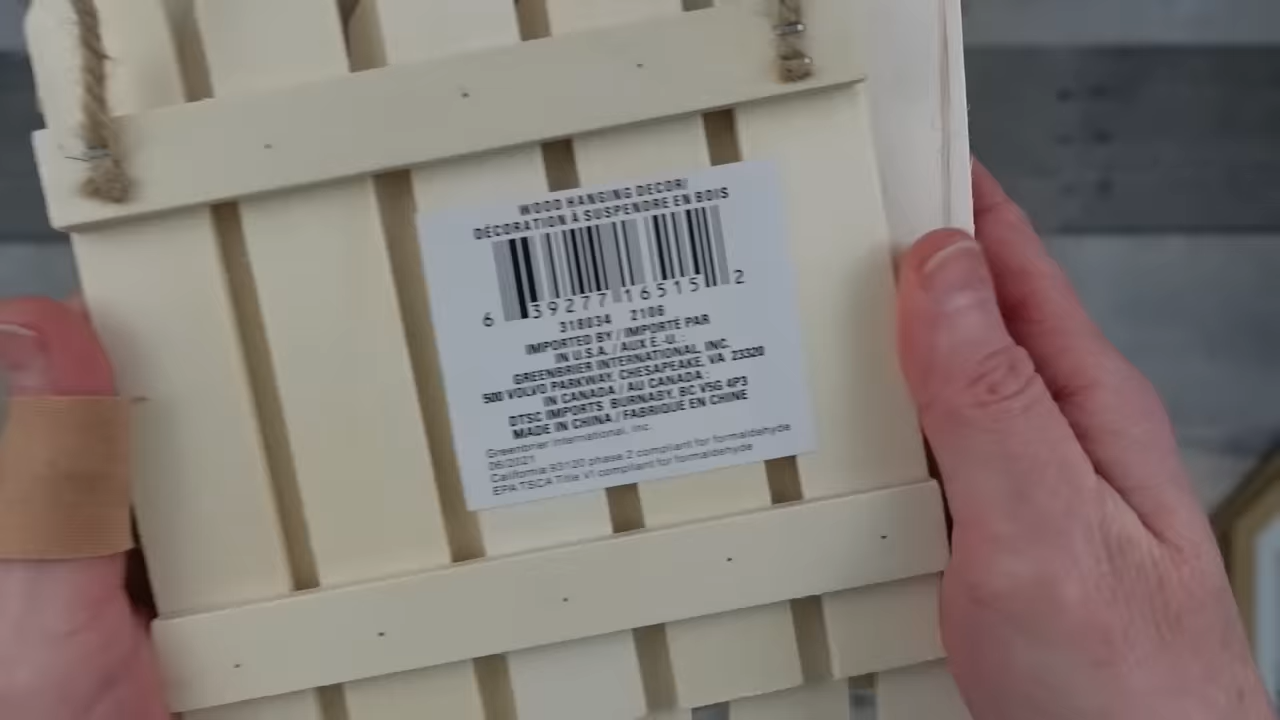 WOOD HANGING DECOR/
DÉCORATION À SUSPENDRE EN BOIS
6 39277 16515 2
318034 2106
IMPORTED BY / IMPORTÉ PAR
IN U.S.A. / AUX É.-U.:
GREENBRIER INTERNATIONAL, INC.
500 VOLVO PARKWAY, CHESAPEAKE, VA 23320
IN CANADA / AU CANADA:
DTSC IMPORTS BURNABY, BC V5G 4P3
MADE IN CHINA / FABRIQUÉ EN CHINE
Greenbrier International, Inc.
06/2021
California 93120 phase 2 compliant for formaldehyde
EPA TSCA Title VI compliant for formaldehyde